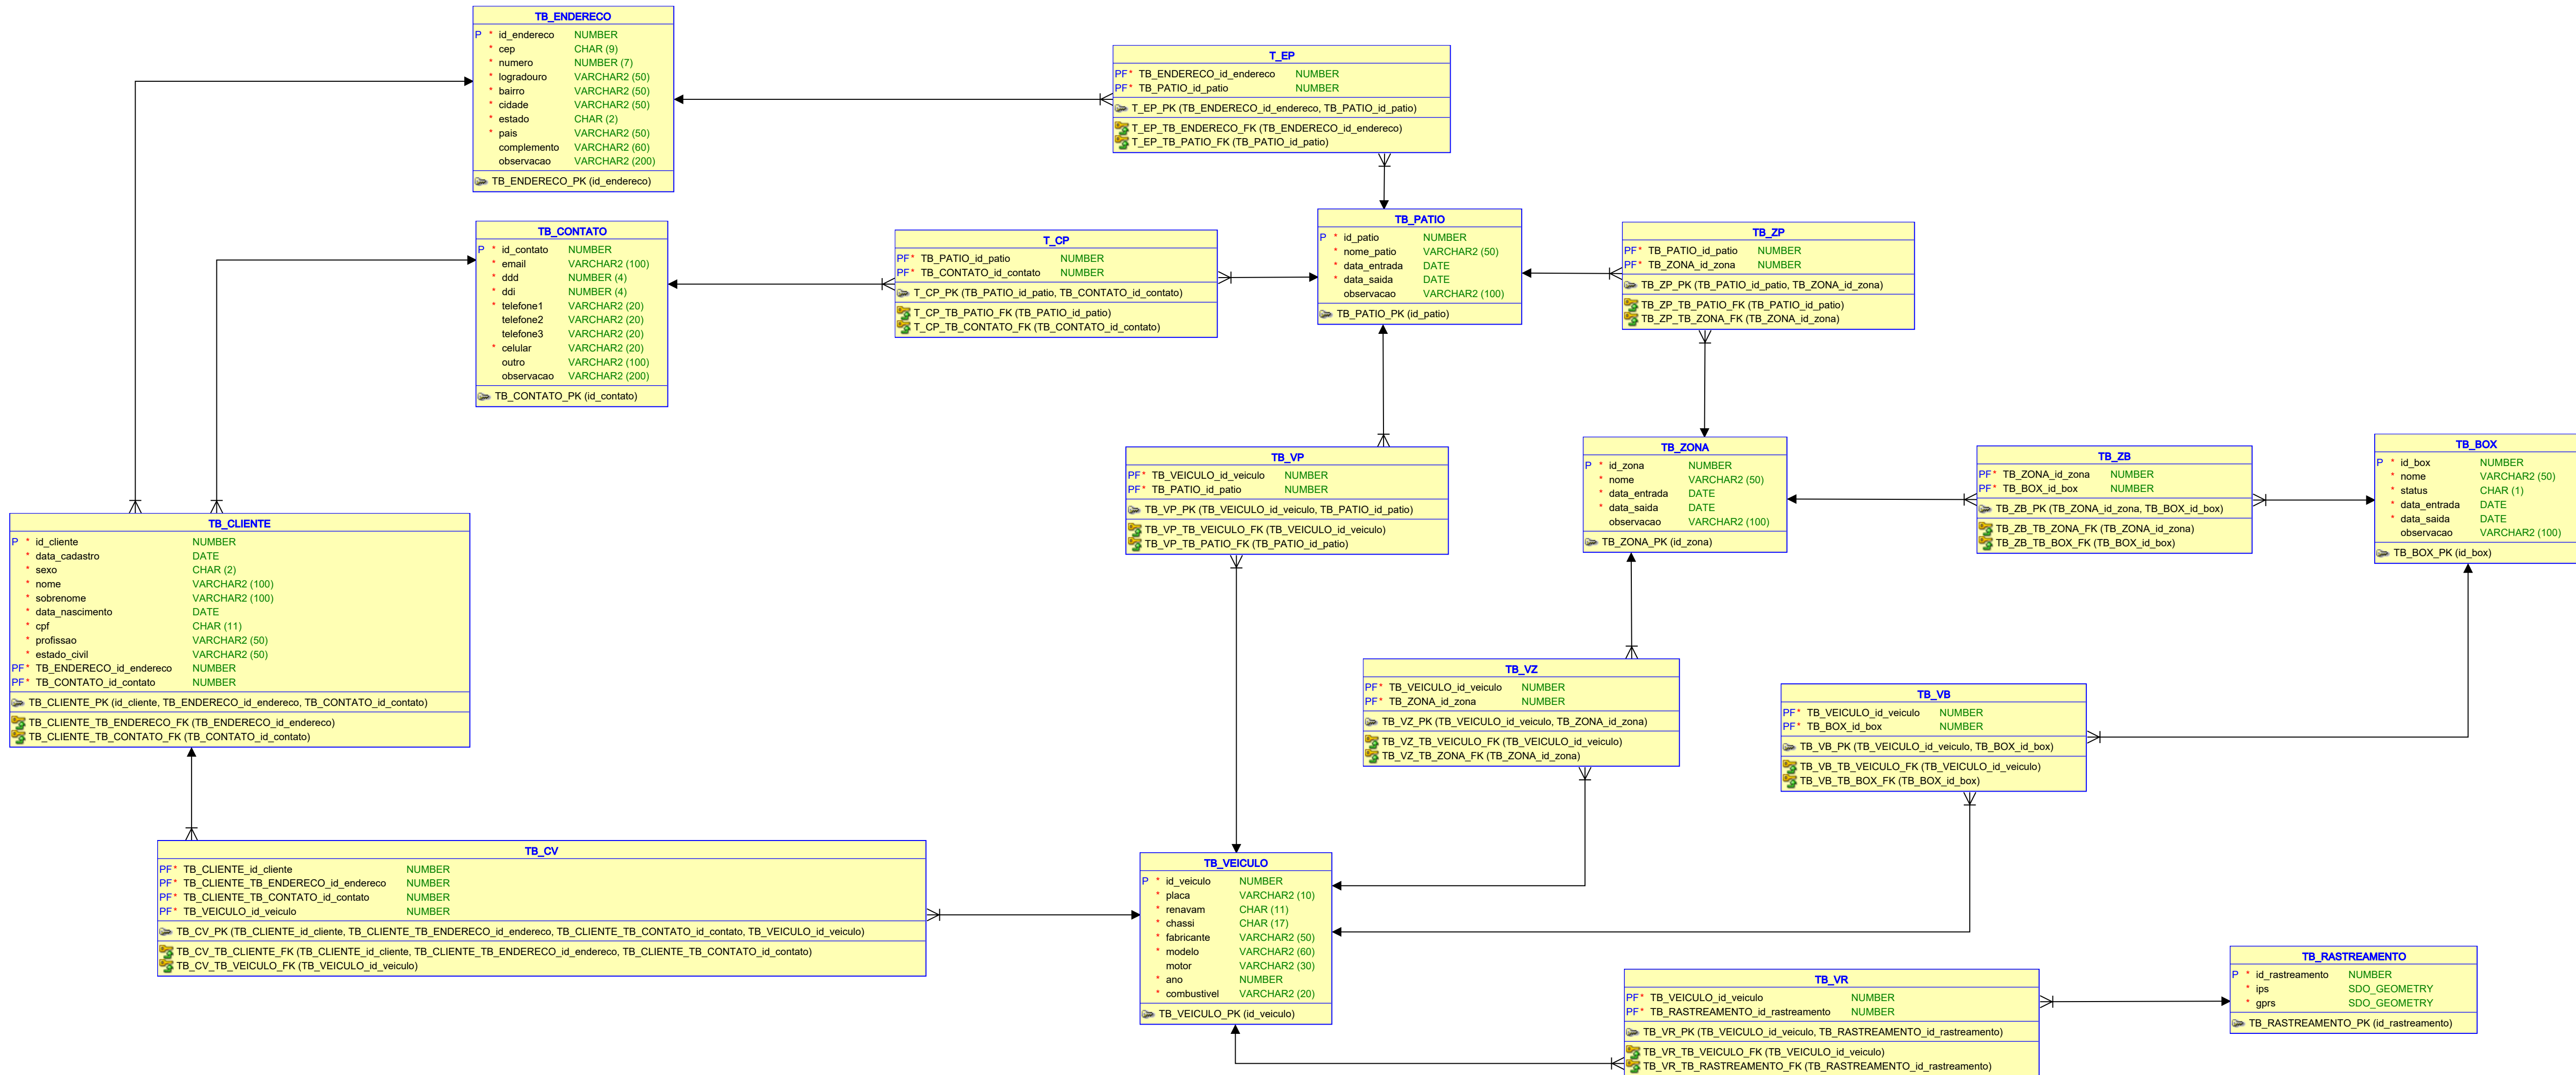 TB_ENDERECO
P * id_endereco NUMBER
* cep CHAR (9)
* numero NUMBER (7)
* logradouro VARCHAR2 (50)
* bairro VARCHAR2 (50)
* cidade VARCHAR2 (50)
* estado CHAR (2)
* pais VARCHAR2 (50)
complemento VARCHAR2 (60)
observacao VARCHAR2 (200)
TB_ENDERECO_PK (id_endereco)
T_EP
PF* TB_ENDERECO_id_endereco NUMBER
PF* TB_PATIO_id_patio NUMBER
T_EP_PK (TB_ENDERECO_id_endereco, TB_PATIO_id_patio)
T_EP_TB_ENDERECO_FK (TB_ENDERECO_id_endereco)
T_EP_TB_PATIO_FK (TB_PATIO_id_patio)
TB_CONTATO
P * id_contato NUMBER
* email VARCHAR2 (100)
* ddd NUMBER (4)
* ddi NUMBER (4)
* telefone1 VARCHAR2 (20)
telefone2 VARCHAR2 (20)
telefone3 VARCHAR2 (20)
* celular VARCHAR2 (20)
outro VARCHAR2 (100)
observacao VARCHAR2 (200)
TB_CONTATO_PK (id_contato)
T_CP
PF* TB_PATIO_id_patio NUMBER
PF* TB_CONTATO_id_contato NUMBER
T_CP_PK (TB_PATIO_id_patio, TB_CONTATO_id_contato)
T_CP_TB_PATIO_FK (TB_PATIO_id_patio)
T_CP_TB_CONTATO_FK (TB_CONTATO_id_contato)
TB_PATIO
P * id_patio NUMBER
* nome_patio VARCHAR2 (50)
* data_entrada DATE
* data_saida DATE
observacao VARCHAR2 (100)
TB_PATIO_PK (id_patio)
TB_ZP
PF* TB_PATIO_id_patio NUMBER
PF* TB_ZONA_id_zona NUMBER
TB_ZP_PK (TB_PATIO_id_patio, TB_ZONA_id_zona)
TB_ZP_TB_PATIO_FK (TB_PATIO_id_patio)
TB_ZP_TB_ZONA_FK (TB_ZONA_id_zona)
TB_VP
PF* TB_VEICULO_id_veiculo NUMBER
PF* TB_PATIO_id_patio NUMBER
TB_VP_PK (TB_VEICULO_id_veiculo, TB_PATIO_id_patio)
TB_VP_TB_VEICULO_FK (TB_VEICULO_id_veiculo)
TB_VP_TB_PATIO_FK (TB_PATIO_id_patio)
TB_ZONA
P * id_zona NUMBER
* nome VARCHAR2 (50)
* data_entrada DATE
* data_saida DATE
observacao VARCHAR2 (100)
TB_ZONA_PK (id_zona)
TB_ZB
PF* TB_ZONA_id_zona NUMBER
PF* TB_BOX_id_box NUMBER
TB_ZB_PK (TB_ZONA_id_zona, TB_BOX_id_box)
TB_ZB_TB_ZONA_FK (TB_ZONA_id_zona)
TB_ZB_TB_BOX_FK (TB_BOX_id_box)
TB_BOX
P * id_box NUMBER
* nome VARCHAR2 (50)
* status CHAR (1)
* data_entrada DATE
* data_saida DATE
observacao VARCHAR2 (100)
TB_BOX_PK (id_box)
TB_CLIENTE
P * id_cliente NUMBER
* data_cadastro DATE
* sexo CHAR (2)
* nome VARCHAR2 (100)
* sobrenome VARCHAR2 (100)
* data_nascimento DATE
* cpf CHAR (11)
* profissao VARCHAR2 (50)
* estado_civil VARCHAR2 (50)
PF* TB_ENDERECO_id_endereco NUMBER
PF* TB_CONTATO_id_contato NUMBER
TB_CLIENTE_PK (id_cliente, TB_ENDERECO_id_endereco, TB_CONTATO_id_contato)
TB_CLIENTE_TB_ENDERECO_FK (TB_ENDERECO_id_endereco)
TB_CLIENTE_TB_CONTATO_FK (TB_CONTATO_id_contato)
TB_VZ
PF* TB_VEICULO_id_veiculo NUMBER
PF* TB_ZONA_id_zona NUMBER
TB_VZ_PK (TB_VEICULO_id_veiculo, TB_ZONA_id_zona)
TB_VZ_TB_VEICULO_FK (TB_VEICULO_id_veiculo)
TB_VZ_TB_ZONA_FK (TB_ZONA_id_zona)
TB_VB
PF* TB_VEICULO_id_veiculo NUMBER
PF* TB_BOX_id_box NUMBER
TB_VB_PK (TB_VEICULO_id_veiculo, TB_BOX_id_box)
TB_VB_TB_VEICULO_FK (TB_VEICULO_id_veiculo)
TB_VB_TB_BOX_FK (TB_BOX_id_box)
TB_CV
PF* TB_CLIENTE_id_cliente NUMBER
PF* TB_CLIENTE_TB_ENDERECO_id_endereco NUMBER
PF* TB_CLIENTE_TB_CONTATO_id_contato NUMBER
PF* TB_VEICULO_id_veiculo NUMBER
TB_CV_PK (TB_CLIENTE_id_cliente, TB_CLIENTE_TB_ENDERECO_id_endereco, TB_CLIENTE_TB_CONTATO_id_contato, TB_VEICULO_id_veiculo)
TB_CV_TB_CLIENTE_FK (TB_CLIENTE_id_cliente, TB_CLIENTE_TB_ENDERECO_id_endereco, TB_CLIENTE_TB_CONTATO_id_contato)
TB_CV_TB_VEICULO_FK (TB_VEICULO_id_veiculo)
TB_VEICULO
P * id_veiculo NUMBER
* placa VARCHAR2 (10)
* renavam CHAR (11)
* chassi CHAR (17)
* fabricante VARCHAR2 (50)
* modelo VARCHAR2 (60)
motor VARCHAR2 (30)
* ano NUMBER
* combustivel VARCHAR2 (20)
TB_VEICULO_PK (id_veiculo)
TB_VR
PF* TB_VEICULO_id_veiculo NUMBER
PF* TB_RASTREAMENTO_id_rastreamento NUMBER
TB_VR_PK (TB_VEICULO_id_veiculo, TB_RASTREAMENTO_id_rastreamento)
TB_VR_TB_VEICULO_FK (TB_VEICULO_id_veiculo)
TB_VR_TB_RASTREAMENTO_FK (TB_RASTREAMENTO_id_rastreamento)
TB_RASTREAMENTO
P * id_rastreamento NUMBER
* ips SDO_GEOMETRY
* gprs SDO_GEOMETRY
TB_RASTREAMENTO_PK (id_rastreamento)